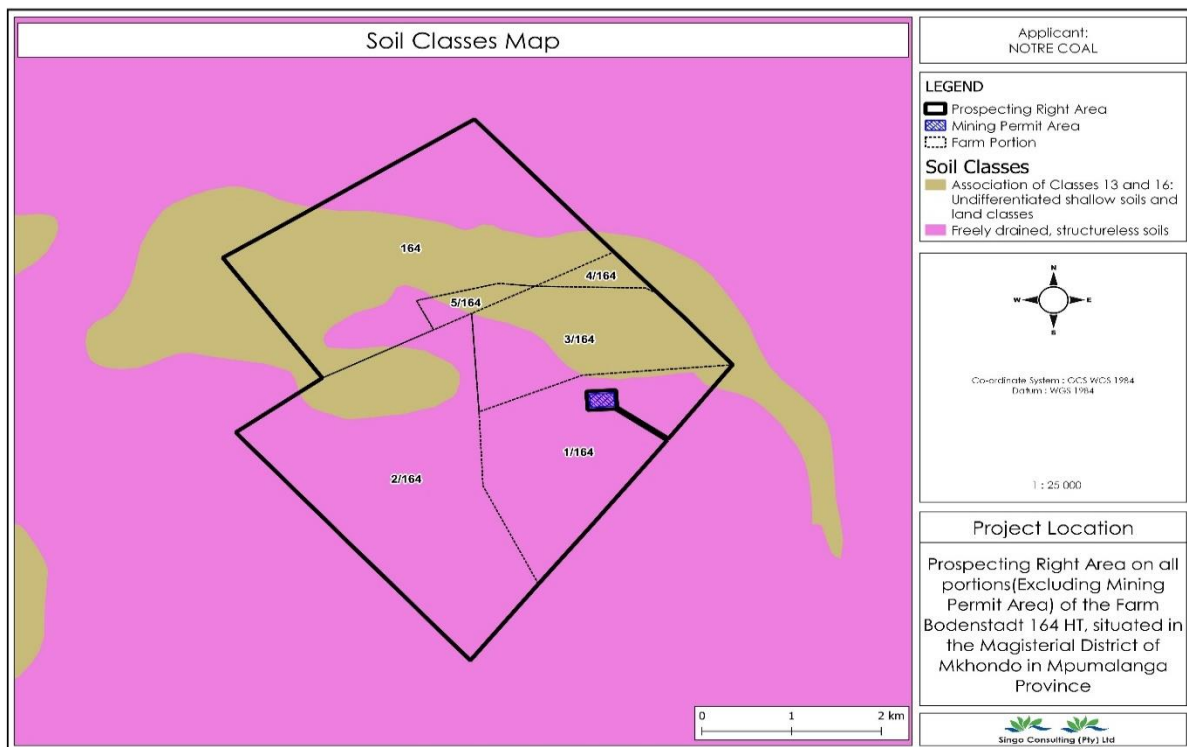 Soil Classes Map
164
4/164
5/164
3/164
1/164
2/164
0 1 2 km
Applicant:
NOTRE COAL
LEGEND
Prospecting Right Area
Mining Permit Area
Farm Portion
Soil Classes
Association of Classes 13 and 16:
Undifferentiated shallow soils and
land classes
Freely drained, structureless soils
N
W E
S
Co-ordinate System : GCS WGS 1984
Datum : WGS 1984
1 : 25 000
Project Location
Prospecting Right Area on all
portions(Excluding Mining
Permit Area) of the Farm
Bodenstadt 164 HT, situated in
the Magisterial District of
Mkhondo in Mpumalanga
Province
Singo Consulting (Pty) Ltd